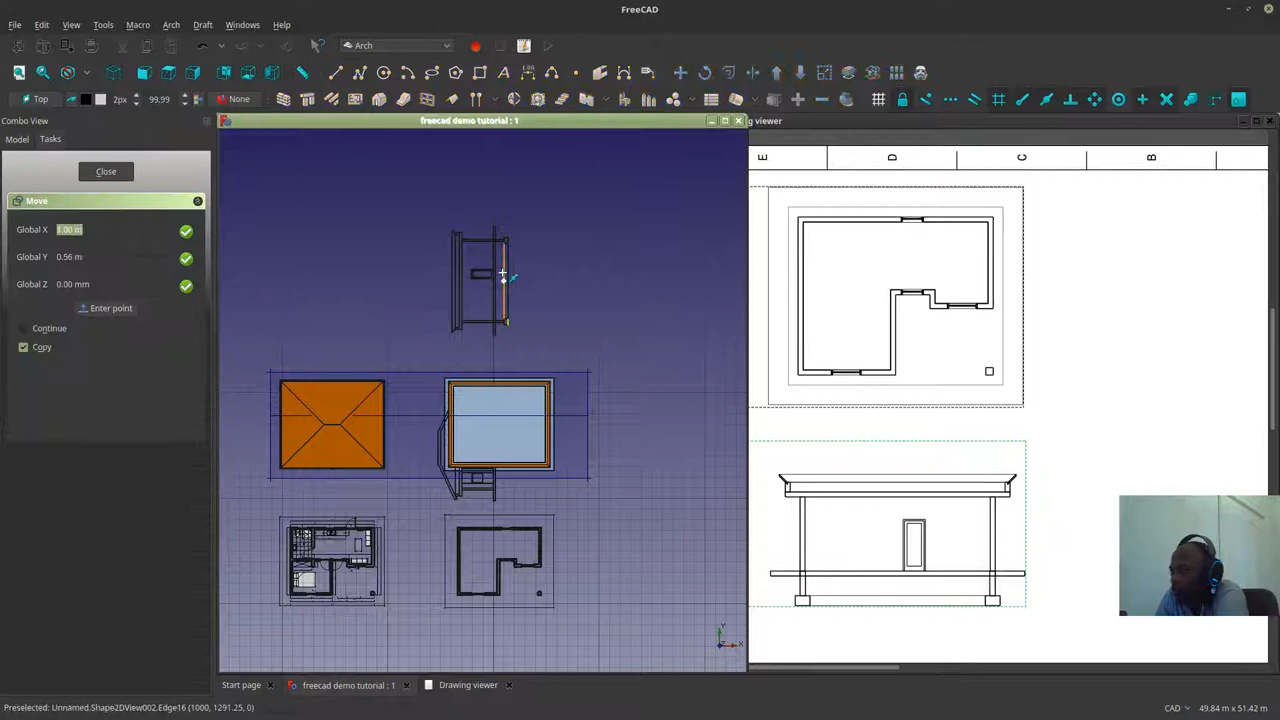 FreeCAD
File Edit View Tools Macro Arch Draft Windows Help
Arch
Top 2px 99.99 None
Combo View
Model Tasks
Close
Move
Global X 1.00 m
Global Y 0.56 m
Global Z 0.00 mm
Enter point
Continue
Copy
freecad demo tutorial : 1
g viewer
E D C B
Y
X
Start page freecad demo tutorial : 1 Drawing viewer
Preselected: Unnamed.Shape2DView002.Edge16 (1000, 1291.25, 0)
CAD 49.84 m x 51.42 m